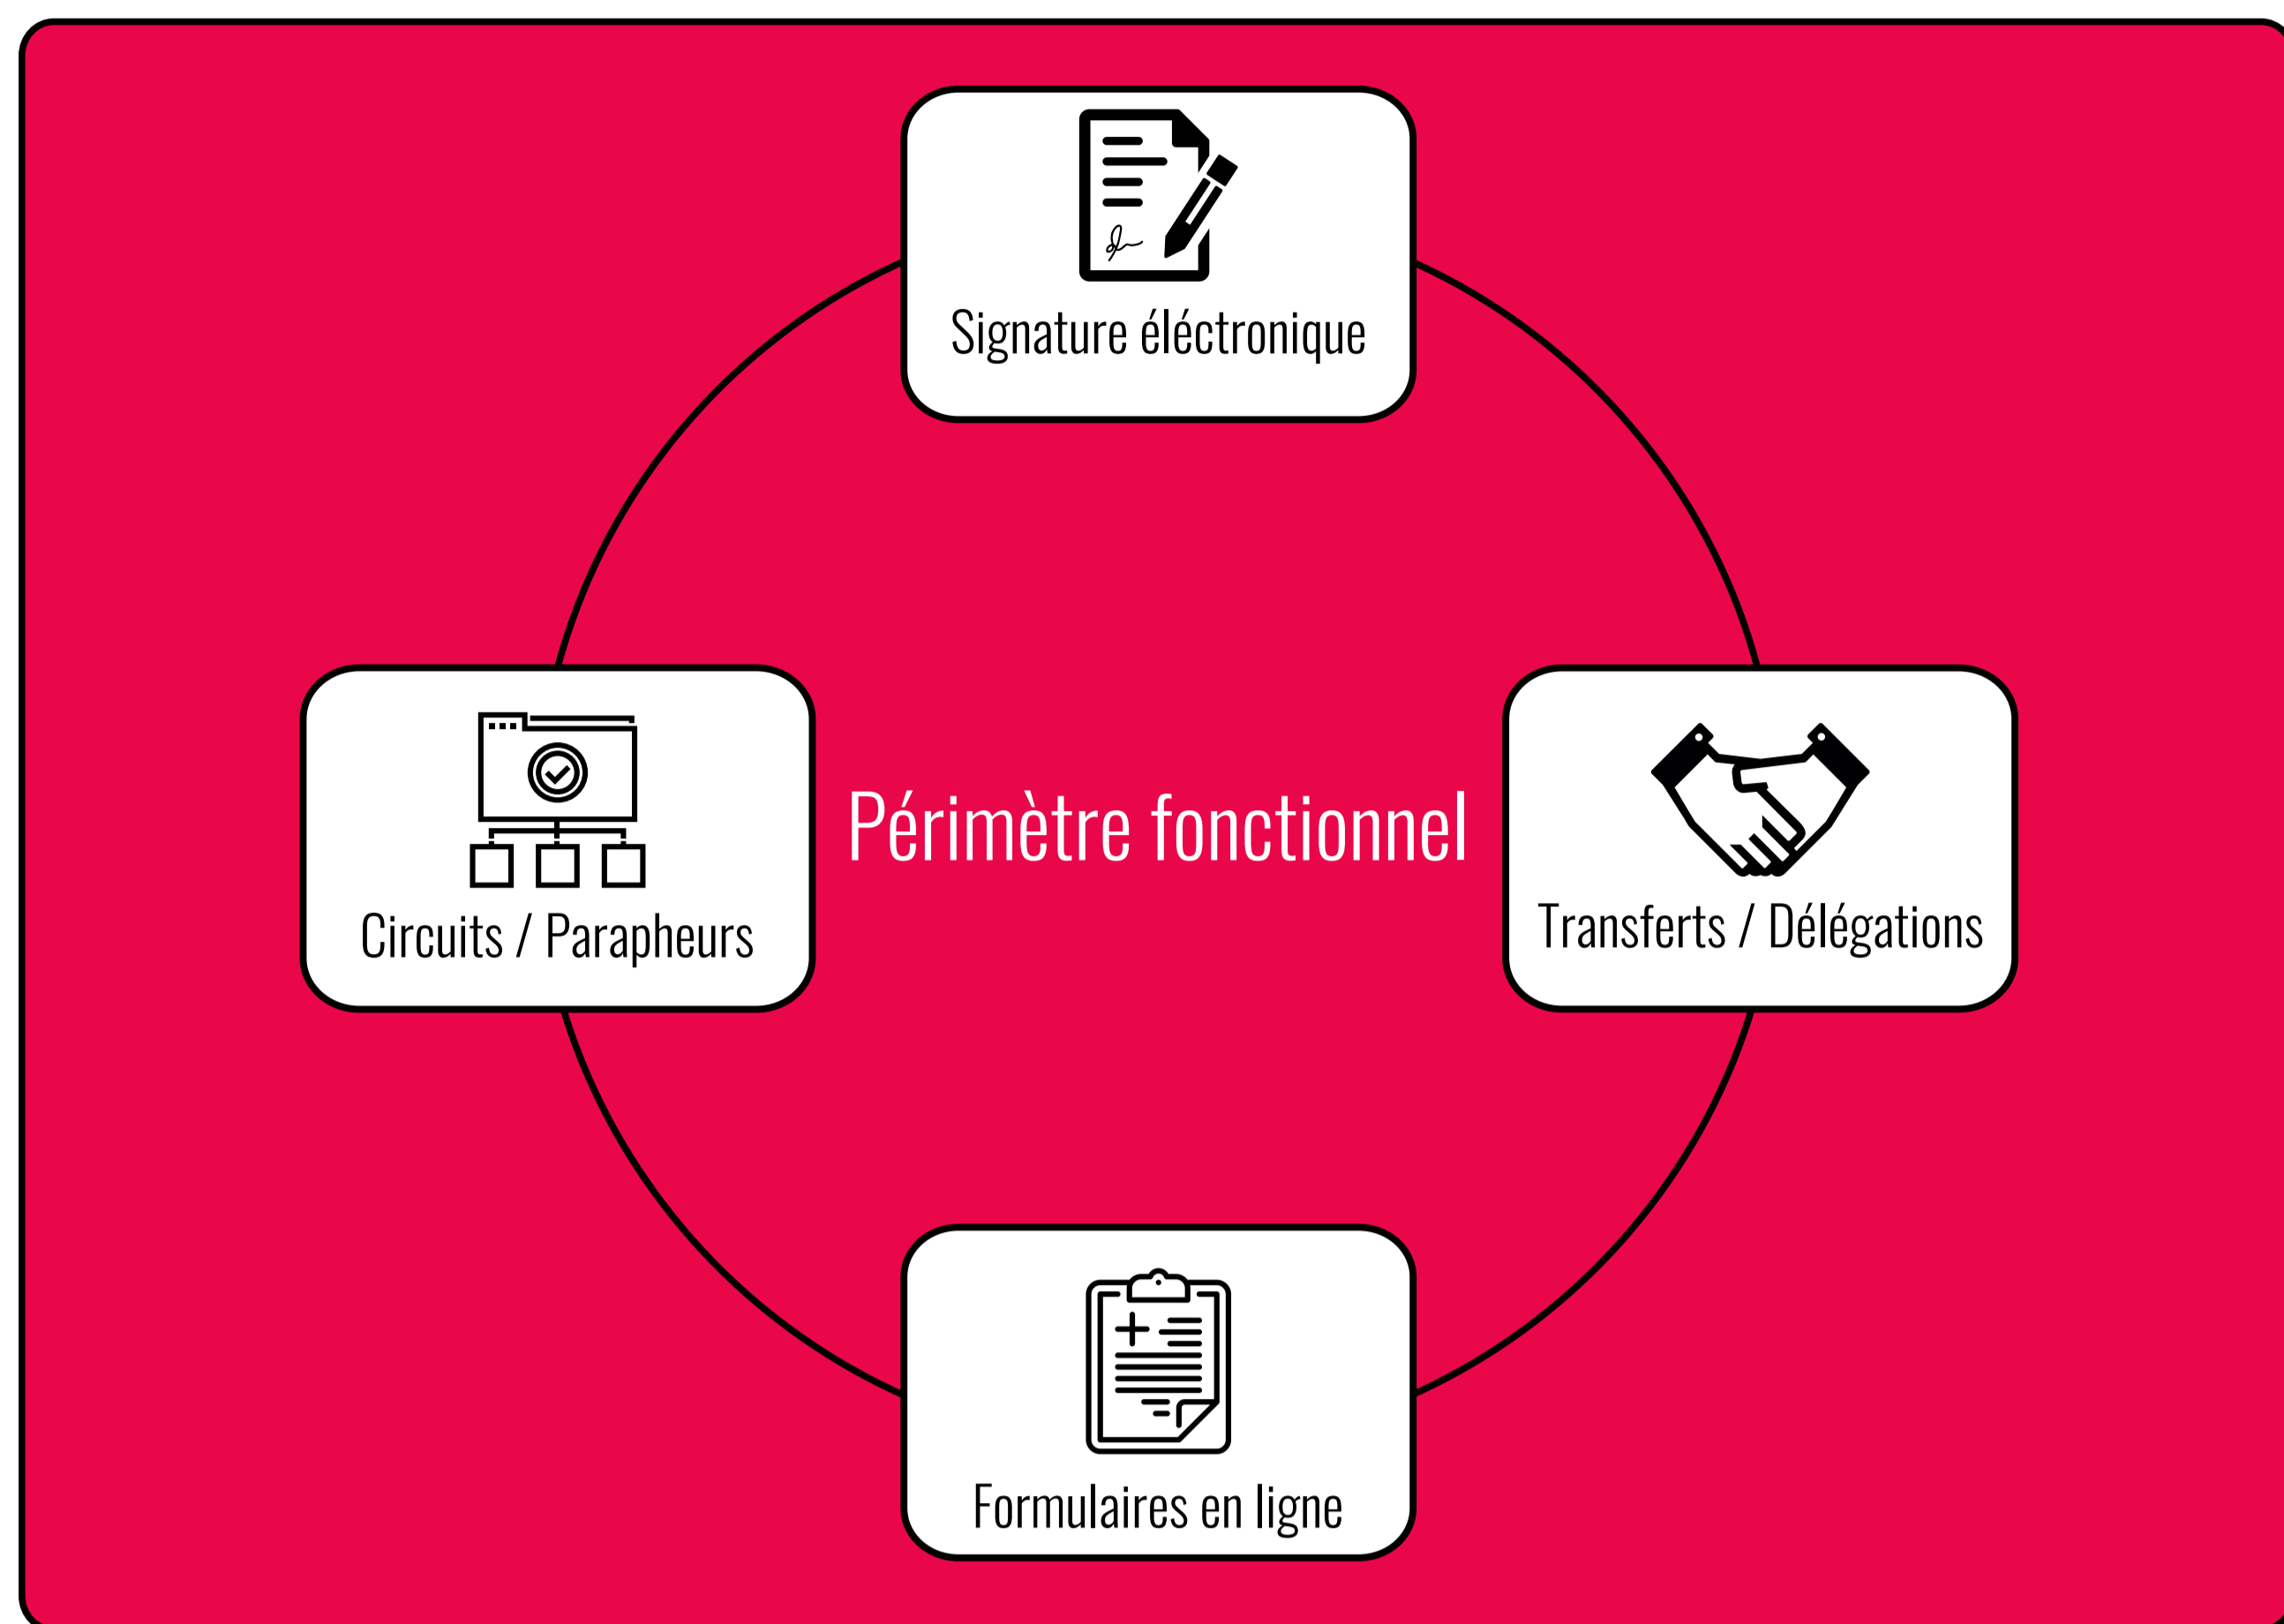 Signature éléctronique
Périmètre fonctionnel
Circuits / Parapheurs
Transferts / Délégations
Formulaires en ligne